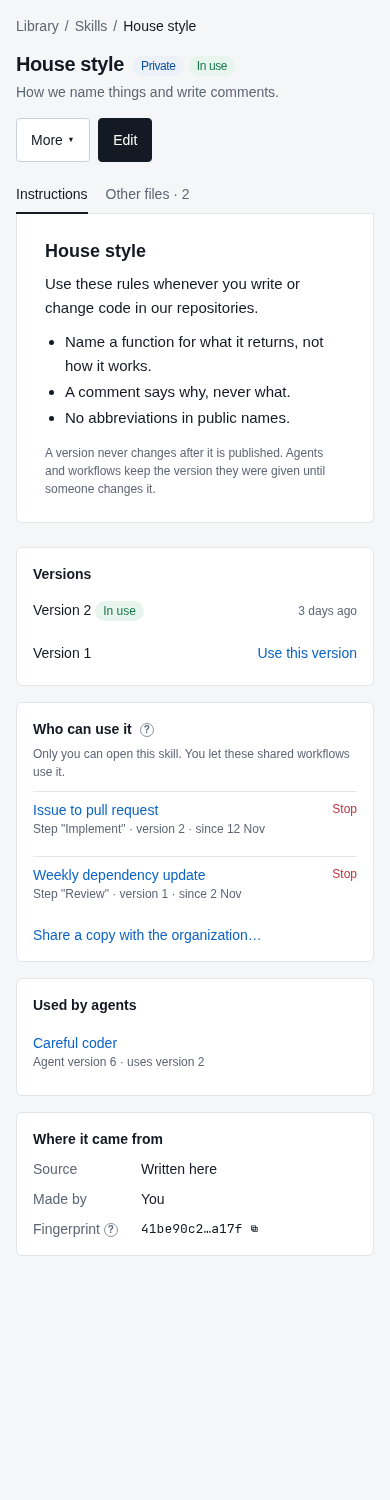 Library / Skills / House style
House style Private In use
How we name things and write comments.
More ▾ Edit
Instructions Other files · 2
House style
Use these rules whenever you write or
change code in our repositories.
• Name a function for what it returns, not
how it works.
• A comment says why, never what.
• No abbreviations in public names.
A version never changes after it is published. Agents
and workflows keep the version they were given until
someone changes it.
Versions
Version 2 In use 3 days ago
Version 1 Use this version
Who can use it ?
Only you can open this skill. You let these shared workflows
use it.
Issue to pull request Stop
Step "Implement" · version 2 · since 12 Nov
Weekly dependency update Stop
Step "Review" · version 1 · since 2 Nov
Share a copy with the organization…
Used by agents
Careful coder
Agent version 6 · uses version 2
Where it came from
Source Written here
Made by You
Fingerprint ? 41be90c2…a17f